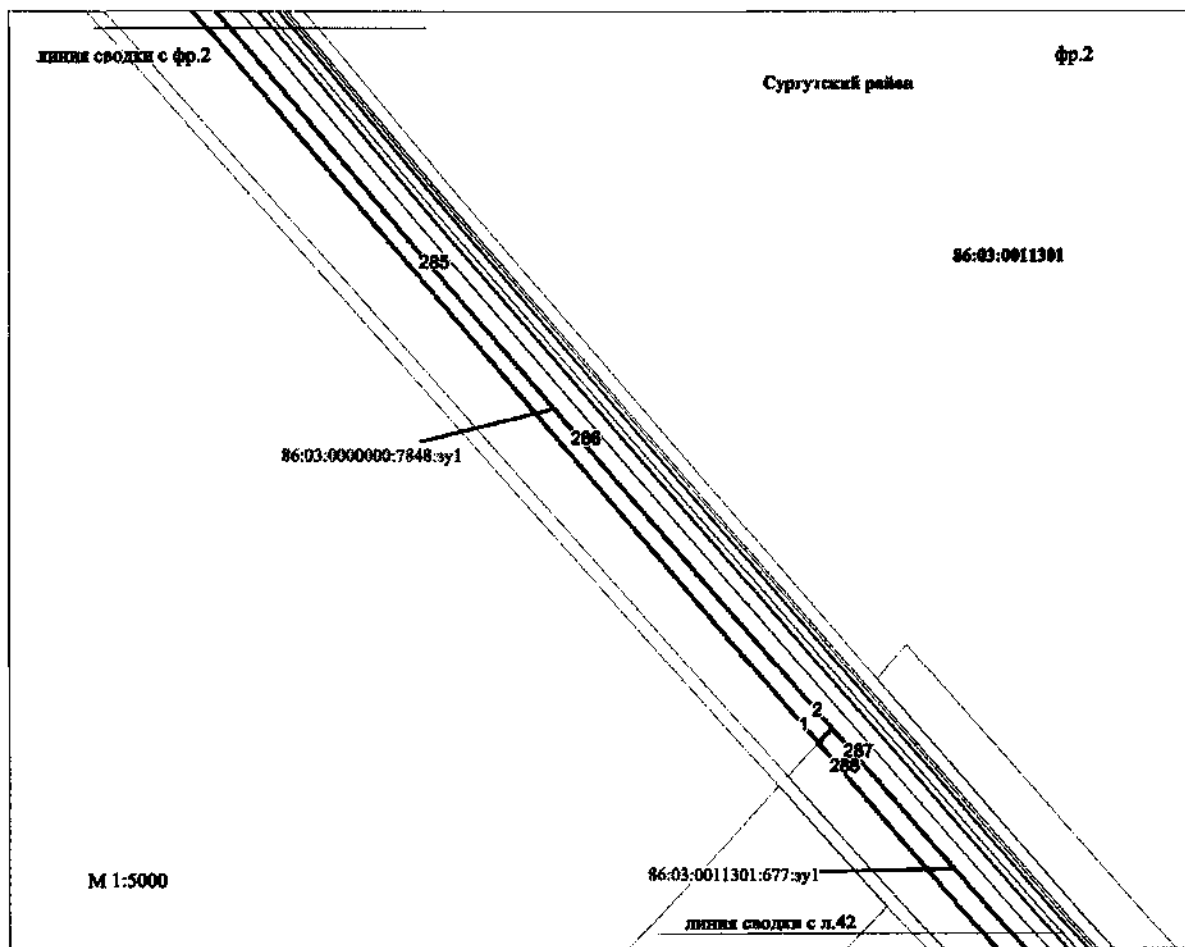 линия сводки с фр.2
фр.2
Сургутский район
86:03:0011301
285
86:03:0000000:7848:зу1
286
2
1
287
288
86:03:0011301:677:зу1
М 1:5000
линия сводки с л.42